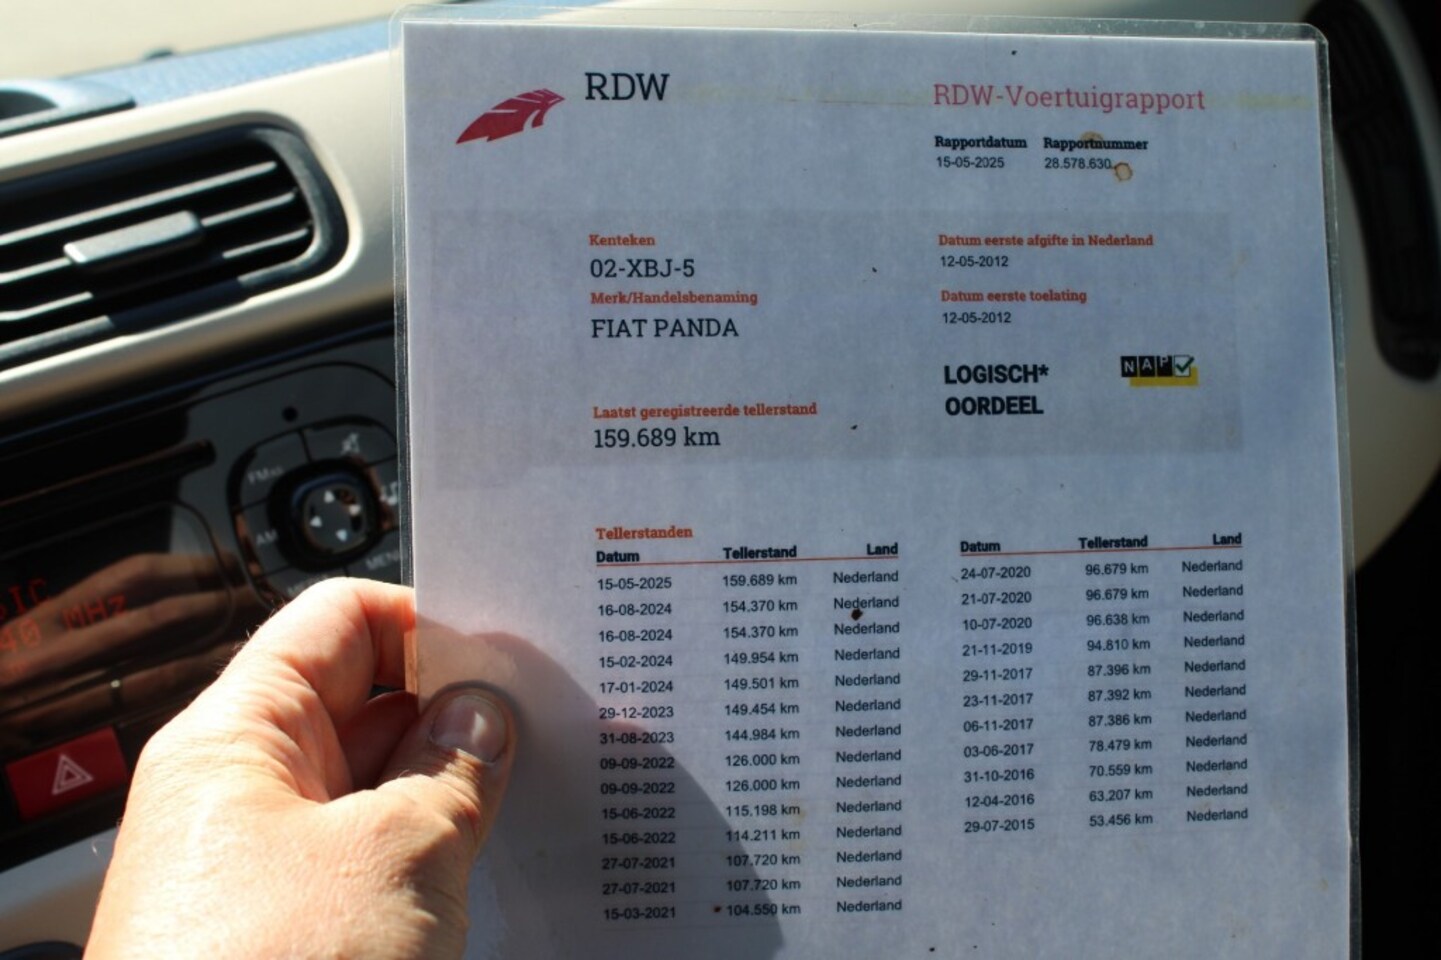 RDW
RDW-Voertuigrapport
Rapportdatum Rapportnummer
15-05-2025 28.578.630
Kenteken
02-XBJ-5
Merk/Handelsbenaming
FIAT PANDA
Datum eerste afgifte in Nederland
12-05-2012
Datum eerste toelating
12-05-2012
LOGISCH*
OORDEEL
NAP
Laatst geregistreerde tellerstand
159.689 km
Tellerstanden
Datum Tellerstand Land
15-05-2025 159.689 km Nederland
16-08-2024 154.370 km Nederland
16-08-2024 154.370 km Nederland
15-02-2024 149.954 km Nederland
17-01-2024 149.501 km Nederland
29-12-2023 149.454 km Nederland
31-08-2023 144.984 km Nederland
09-09-2022 126.000 km Nederland
09-09-2022 126.000 km Nederland
15-06-2022 115.198 km Nederland
15-06-2022 114.211 km Nederland
27-07-2021 107.720 km Nederland
27-07-2021 107.720 km Nederland
15-03-2021 104.550 km Nederland
Datum Tellerstand Land
24-07-2020 96.679 km Nederland
21-07-2020 96.679 km Nederland
10-07-2020 96.638 km Nederland
21-11-2019 94.810 km Nederland
29-11-2017 87.396 km Nederland
23-11-2017 87.392 km Nederland
06-11-2017 87.386 km Nederland
03-06-2017 78.479 km Nederland
31-10-2016 70.559 km Nederland
12-04-2016 63.207 km Nederland
29-07-2015 53.456 km Nederland
AM
MHz